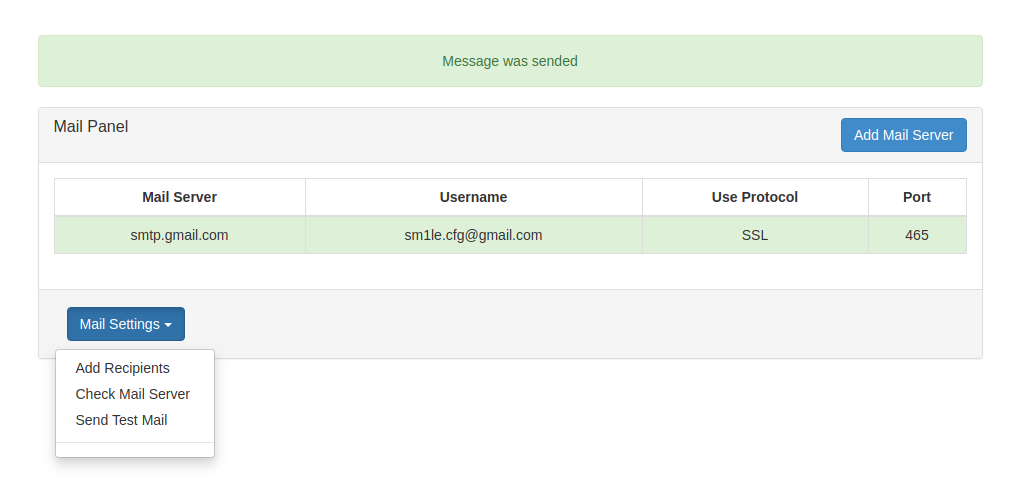 Message was sended
Mail Panel
Add Mail Server
Mail Server Username Use Protocol Port
smtp.gmail.com sm1le.cfg@gmail.com SSL 465
Mail Settings
Add Recipients
Check Mail Server
Send Test Mail